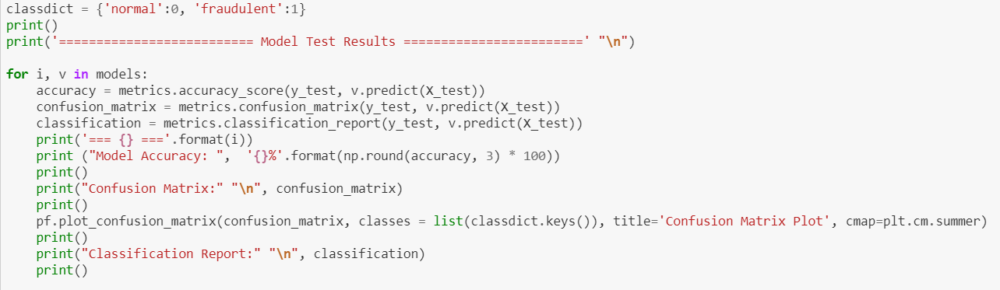 classdict = {'normal':0, 'fraudulent':1}
print()
print('========================== Model Test Results ========================' "\n")
for i, v in models:
    accuracy = metrics.accuracy_score(y_test, v.predict(X_test))
    confusion_matrix = metrics.confusion_matrix(y_test, v.predict(X_test))
    classification = metrics.classification_report(y_test, v.predict(X_test))
    print('=== {} ==='.format(i))
    print ("Model Accuracy: ",  '{}%'.format(np.round(accuracy, 3) * 100))
    print()
    print("Confusion Matrix:" "\n", confusion_matrix)
    print()
    pf.plot_confusion_matrix(confusion_matrix, classes = list(classdict.keys()), title='Confusion Matrix Plot', cmap=plt.cm.summer)
    print()
    print("Classification Report:" "\n", classification)
    print()